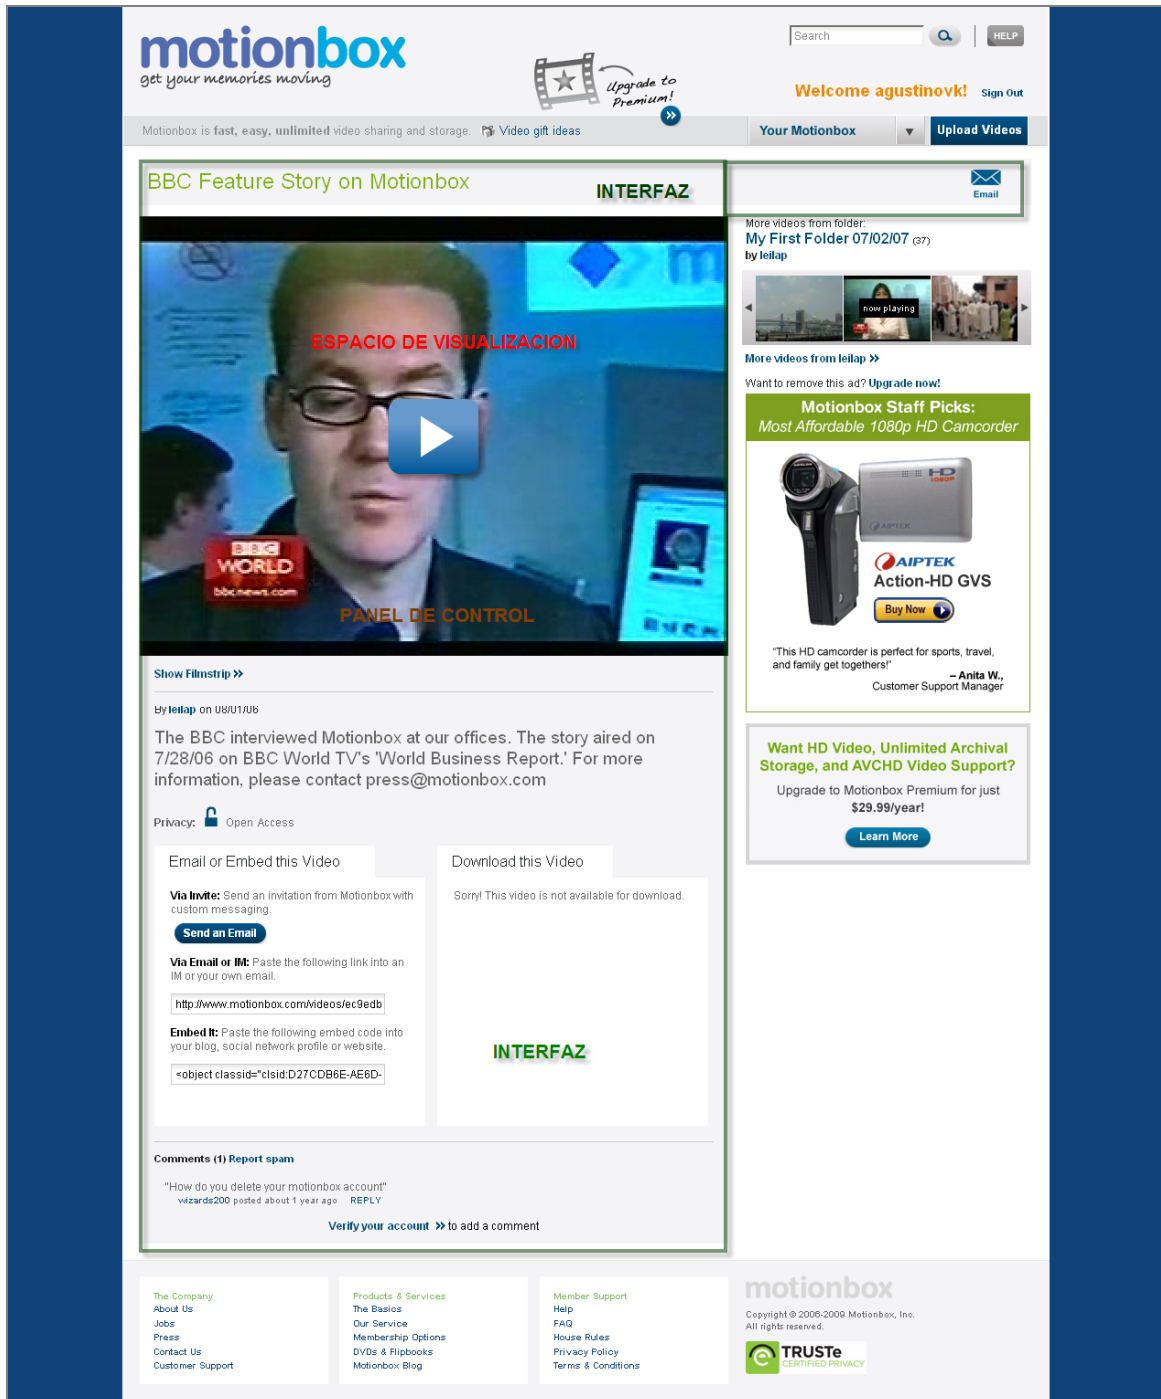 motionbox
get your memories moving
Upgrade to
Premium!
Search
HELP
Welcome agustinovk!
Sign Out
Motionbox is fast, easy, unlimited video sharing and storage.
Video gift ideas
Your Motionbox
Upload Videos
BBC Feature Story on Motionbox
INTERFAZ
Email
ESPACIO DE VISUALIZACION
BBC
WORLD
bbcnews.com
PANEL DE CONTROL
Show Filmstrip »
By leilap on 08/01/06
The BBC interviewed Motionbox at our offices. The story aired on
7/28/06 on BBC World TV's 'World Business Report.' For more
information, please contact press@motionbox.com
Privacy: Open Access
Email or Embed this Video
Via Invite: Send an invitation from Motionbox with
custom messaging.
Send an Email
Via Email or IM: Paste the following link into an
IM or your own email.
http://www.motionbox.com/videos/ec9edb
Embed It: Paste the following embed code into
your blog, social network profile or website.
<object classid="clsid:D27CDB6E-AE6D-
Download this Video
Sorry! This video is not available for download.
INTERFAZ
Comments (1) Report spam
"How do you delete your motionbox account"
wizards200 posted about 1 year ago REPLY
Verify your account » to add a comment
More videos from folder:
My First Folder 07/02/07 (37)
by leilap
now playing
More videos from leilap »
Want to remove this ad? Upgrade now!
Motionbox Staff Picks:
Most Affordable 1080p HD Camcorder
HD
1080P
AIPTEK
AIPTEK
Action-HD GVS
Buy Now
"This HD camcorder is perfect for sports, travel,
and family get togethers!"
– Anita W.,
Customer Support Manager
Want HD Video, Unlimited Archival
Storage, and AVCHD Video Support?
Upgrade to Motionbox Premium for just
$29.99/year!
Learn More
The Company
About Us
Jobs
Press
Contact Us
Customer Support
Products & Services
The Basics
Our Service
Membership Options
DVDs & Flipbooks
Motionbox Blog
Member Support
Help
FAQ
House Rules
Privacy Policy
Terms & Conditions
motionbox
Copyright © 2006-2009 Motionbox, Inc.
All rights reserved.
TRUSTe
CERTIFIED PRIVACY